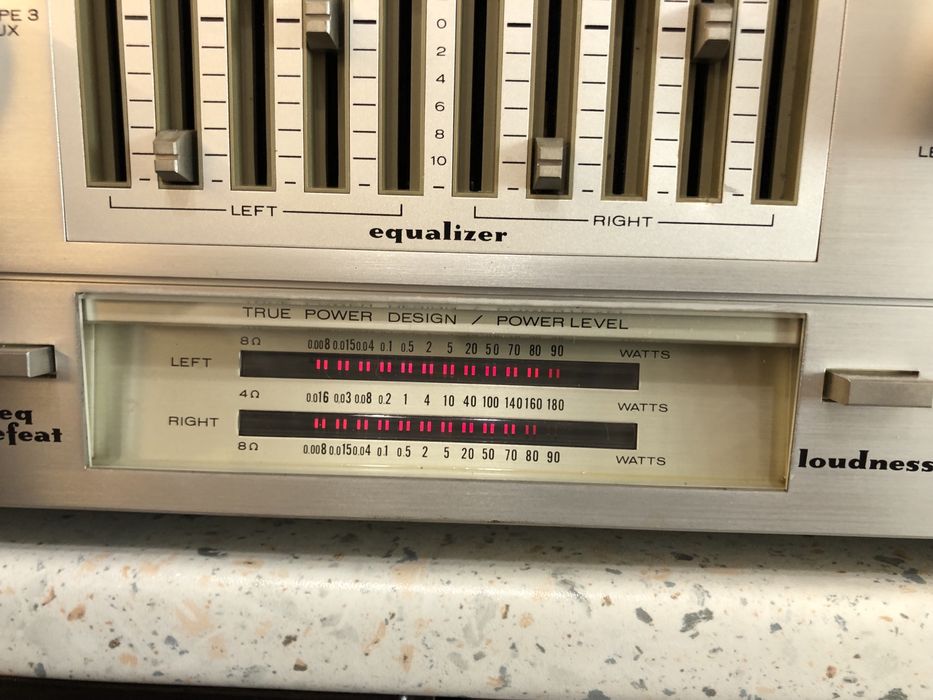 PE 3
UX
0
2
4
6
8
10
LE
LEFT RIGHT
equalizer
TRUE POWER DESIGN / POWER LEVEL
8Ω 0.008 0.015 0.04 0.1 0.5 2 5 20 50 70 80 90 WATTS
LEFT
4Ω 0.016 0.03 0.08 0.2 1 4 10 40 100 140 160 180 WATTS
RIGHT
8Ω 0.008 0.015 0.04 0.1 0.5 2 5 20 50 70 80 90 WATTS
eq
efeat
loudness